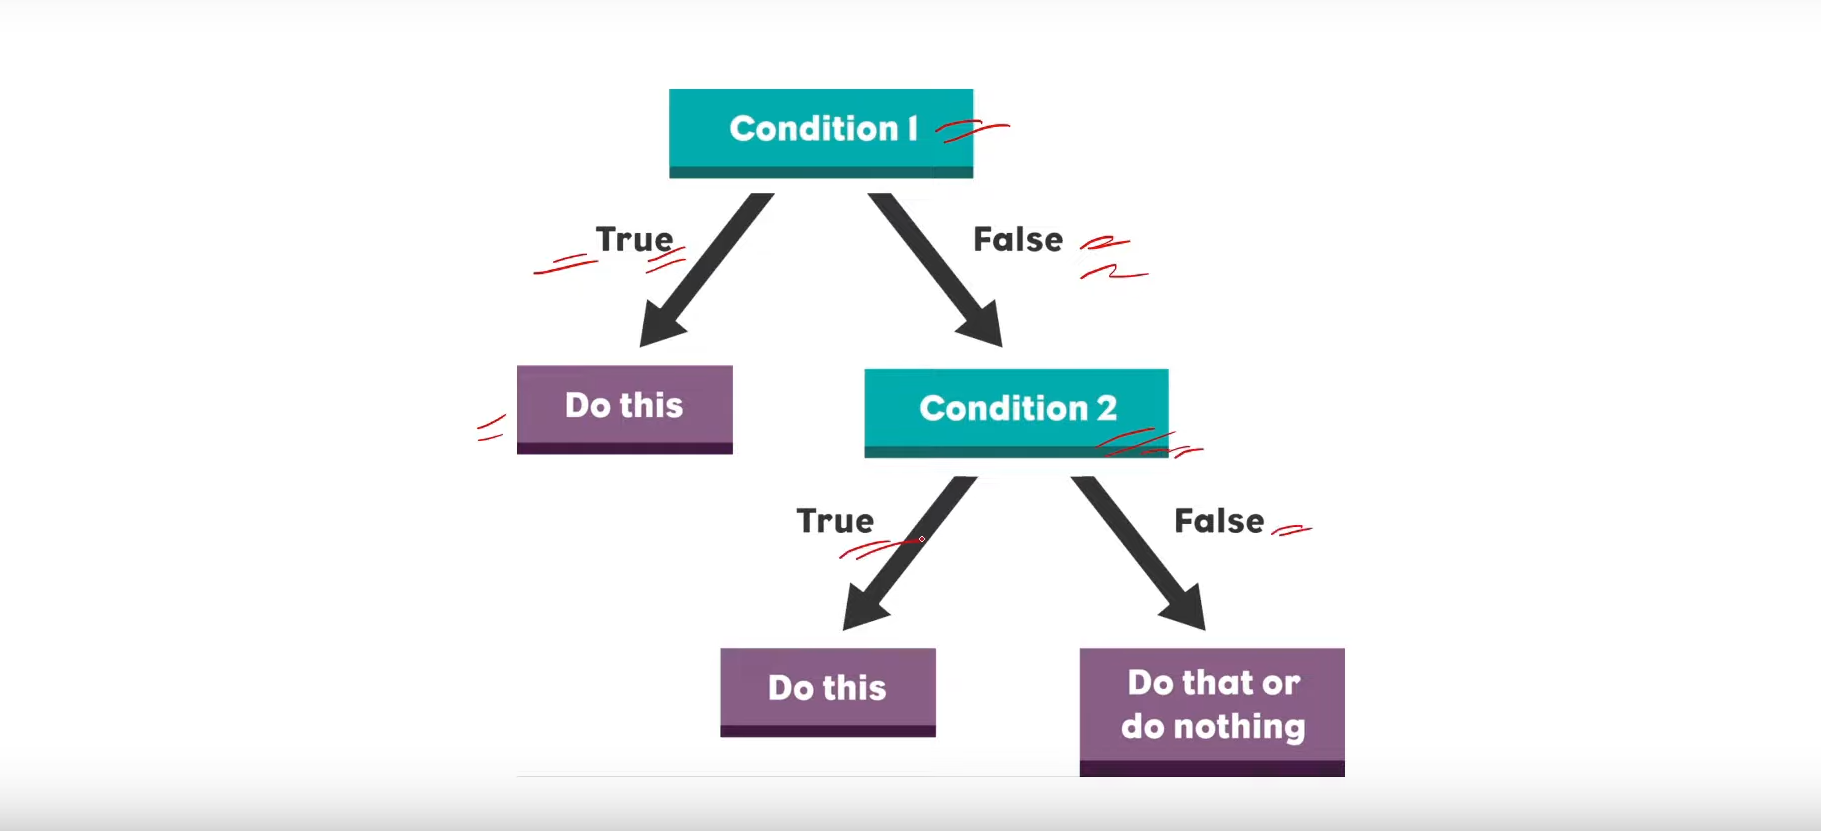 Condition 1
True
False
Do this
Condition 2
True
False
Do this
Do that or
do nothing